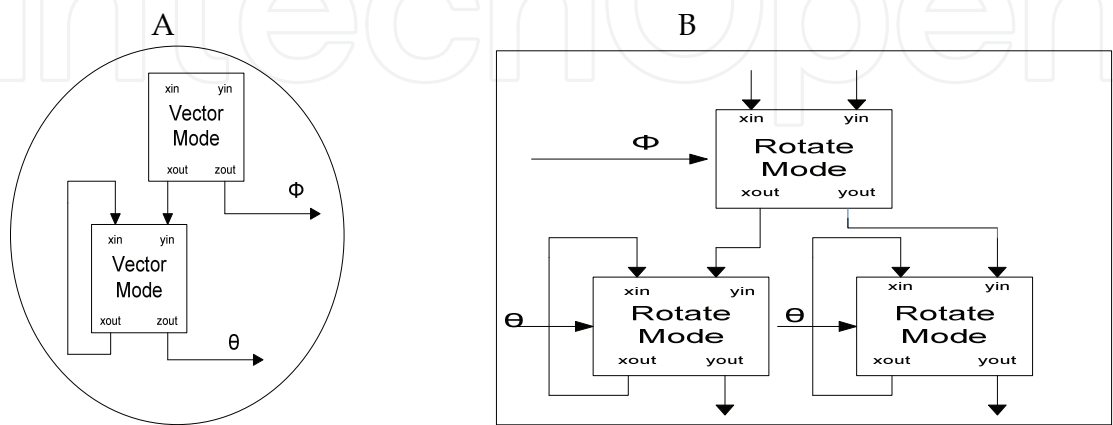 intechOpen
A
B
xin yin
Vector
Mode
xout zout
Φ
xin yin
Vector
Mode
xout zout
θ
xin yin
Φ
Rotate
Mode
xout yout
xin yin
Θ
Rotate
Mode
xout yout
xin yin
Θ
Rotate
Mode
xout yout